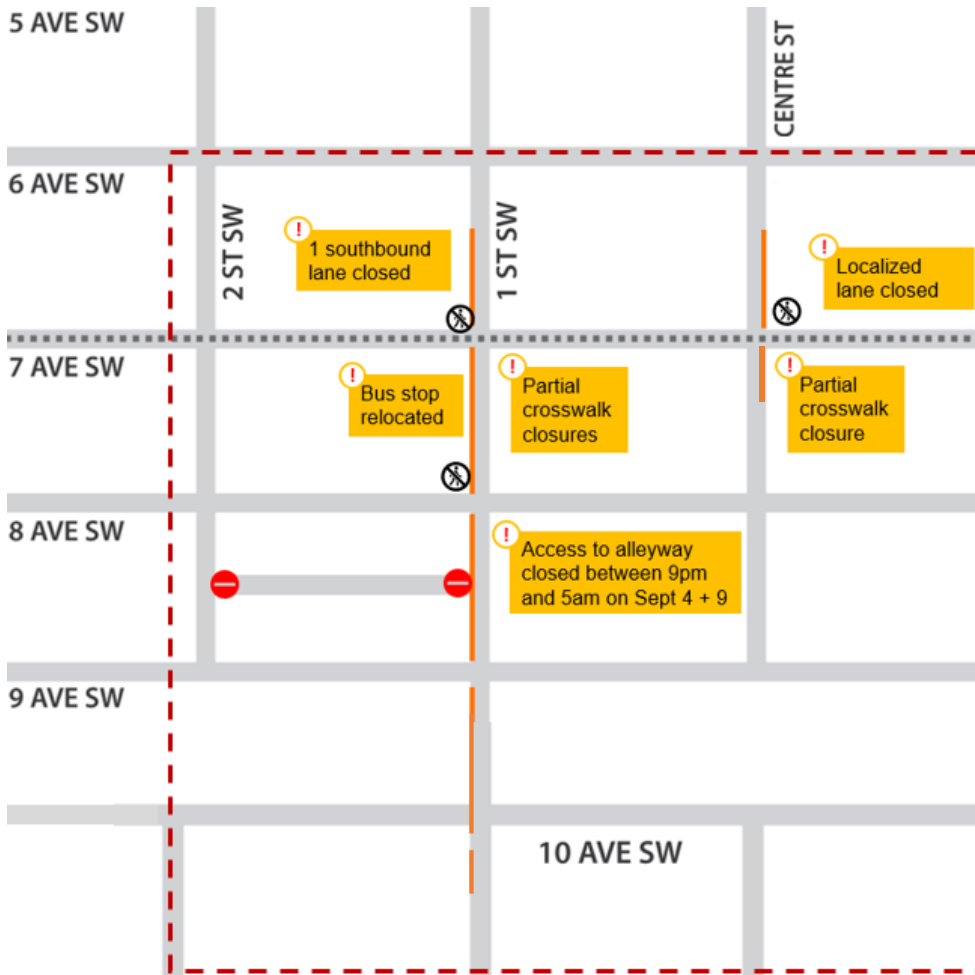 5 AVE SW
CENTRE ST
6 AVE SW
2 ST SW
!
1 southbound
lane closed
1 ST SW
!
Localized
lane closed
7 AVE SW
!
Bus stop
relocated
!
Partial
crosswalk
closures
!
Partial
crosswalk
closure
8 AVE SW
!
Access to alleyway
closed between 9pm
and 5am on Sept 4 + 9
9 AVE SW
10 AVE SW